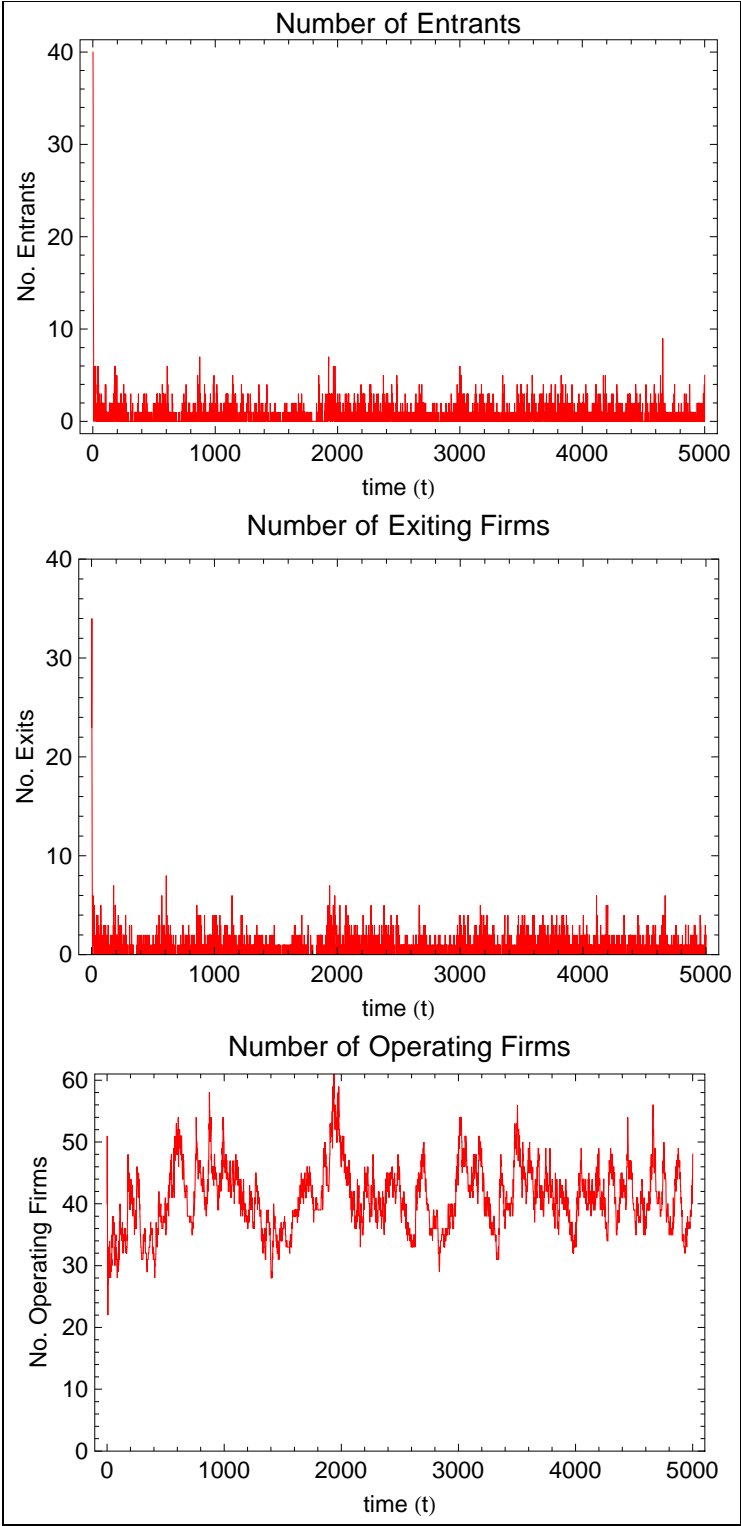 Number of Entrants
No. Entrants
40
30
20
10
0
0 1000 2000 3000 4000 5000
time (t)
Number of Exiting Firms
No. Exits
40
30
20
10
0
0 1000 2000 3000 4000 5000
time (t)
Number of Operating Firms
No. Operating Firms
60
50
40
30
20
10
0
0 1000 2000 3000 4000 5000
time (t)